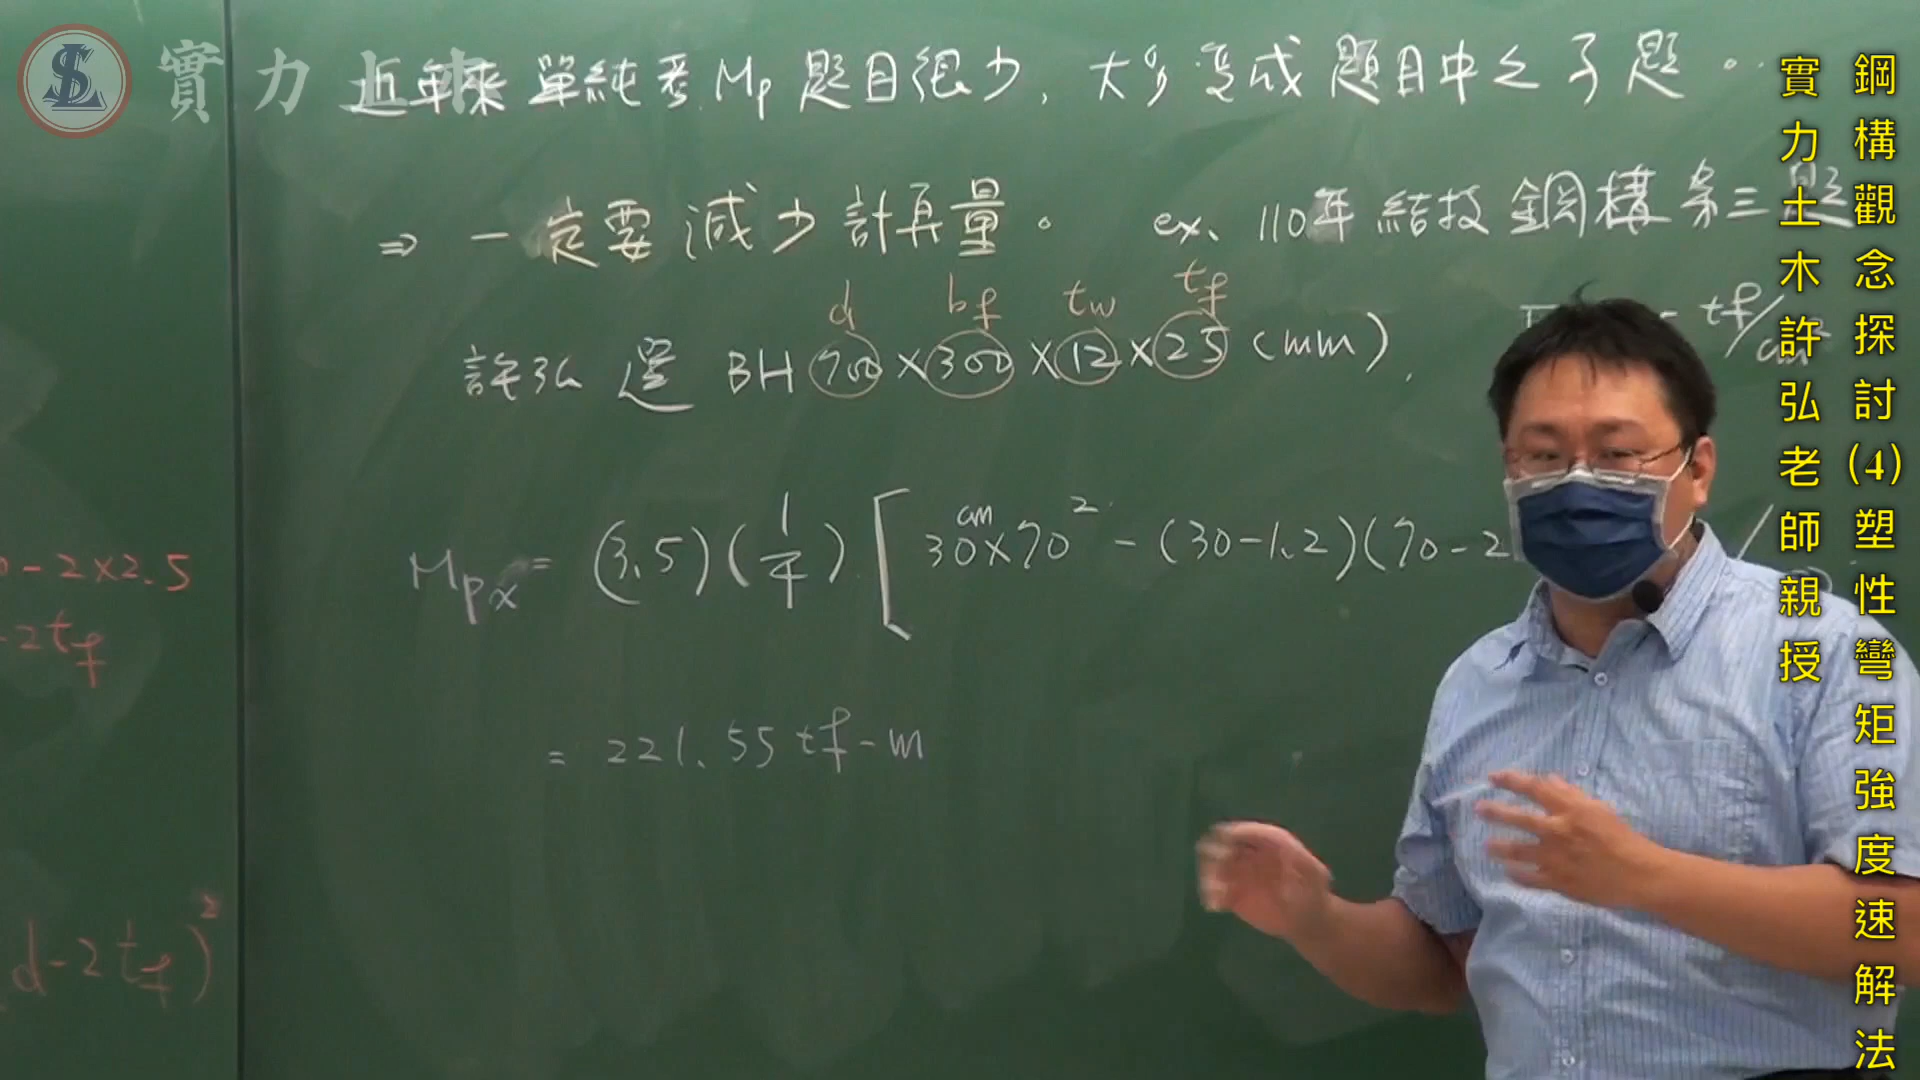 實力土木
近年來單純考 Mp 題目很少，大多變成題目中之子題。
⇒ 一定要減少計算量。 ex、110年結技鋼構第三題
d bf tw tf
許弘 選 BH 700 × 300 × 12 × 25 (mm),
tf/cm²
cm
Mpx = (3.5)(1/4) [ 30×70² - (30-1.2)(70-2
= 221.55 tf-m
-2×2.5
-2tf
d-2tf)²
鋼構觀念探討(4)塑性彎矩強度速解法
實力土木許弘老師親授